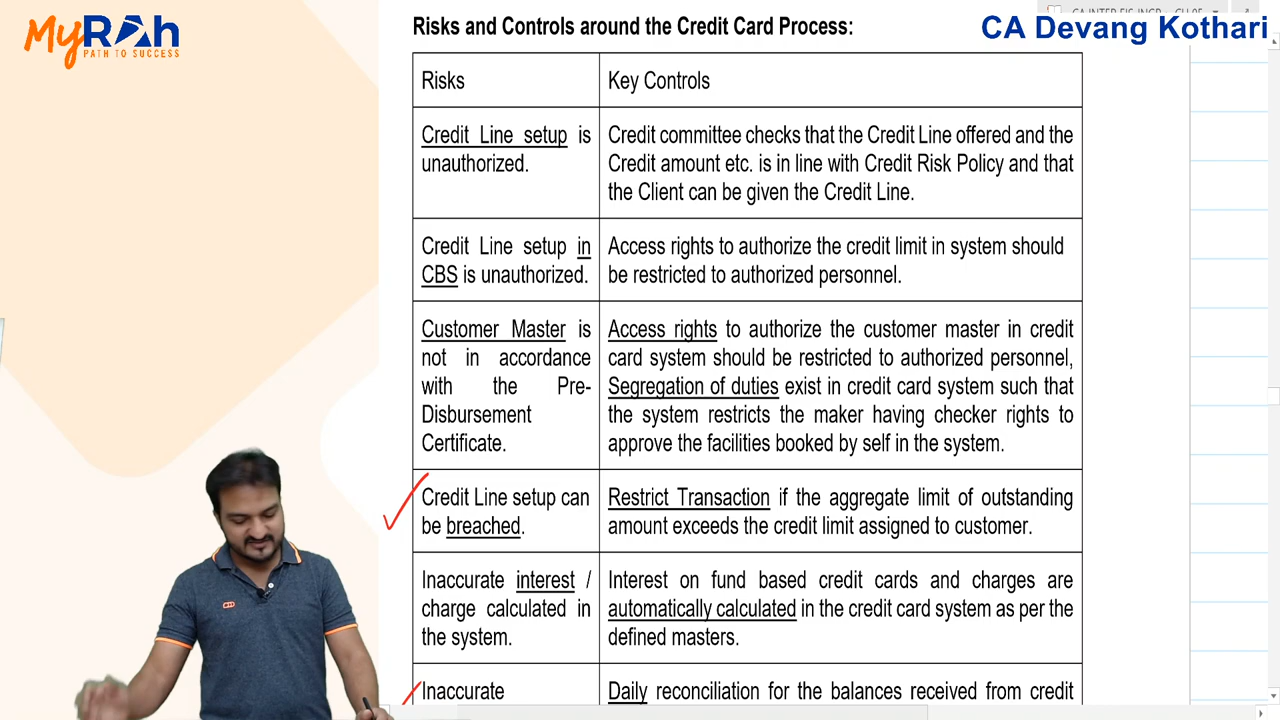 MyRAh
PATH TO SUCCESS
CA Devang Kothari
Risks and Controls around the Credit Card Process:
Risks
Key Controls
Credit Line setup is
unauthorized.
Credit committee checks that the Credit Line offered and the
Credit amount etc. is in line with Credit Risk Policy and that
the Client can be given the Credit Line.
Credit Line setup in
CBS is unauthorized.
Access rights to authorize the credit limit in system should
be restricted to authorized personnel.
Customer Master is
not in accordance
with the Pre-
Disbursement
Certificate.
Access rights to authorize the customer master in credit
card system should be restricted to authorized personnel,
Segregation of duties exist in credit card system such that
the system restricts the maker having checker rights to
approve the facilities booked by self in the system.
Credit Line setup can
be breached.
Restrict Transaction if the aggregate limit of outstanding
amount exceeds the credit limit assigned to customer.
Inaccurate interest /
charge calculated in
the system.
Interest on fund based credit cards and charges are
automatically calculated in the credit card system as per the
defined masters.
Inaccurate
Daily reconciliation for the balances received from credit